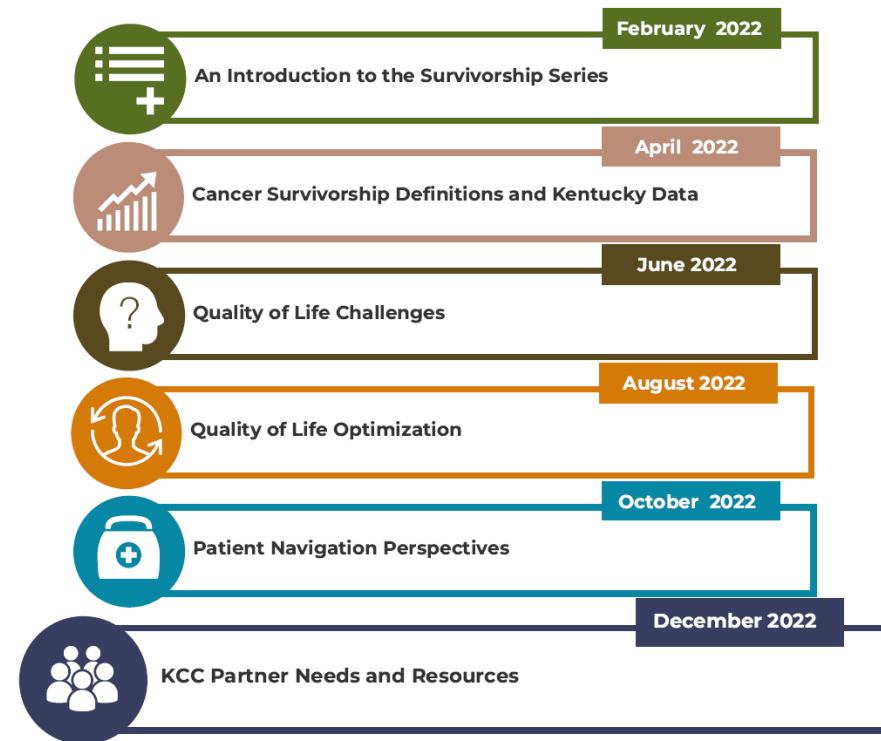 February 2022
An Introduction to the Survivorship Series
April 2022
Cancer Survivorship Definitions and Kentucky Data
June 2022
?
Quality of Life Challenges
August 2022
Quality of Life Optimization
October 2022
Patient Navigation Perspectives
December 2022
KCC Partner Needs and Resources